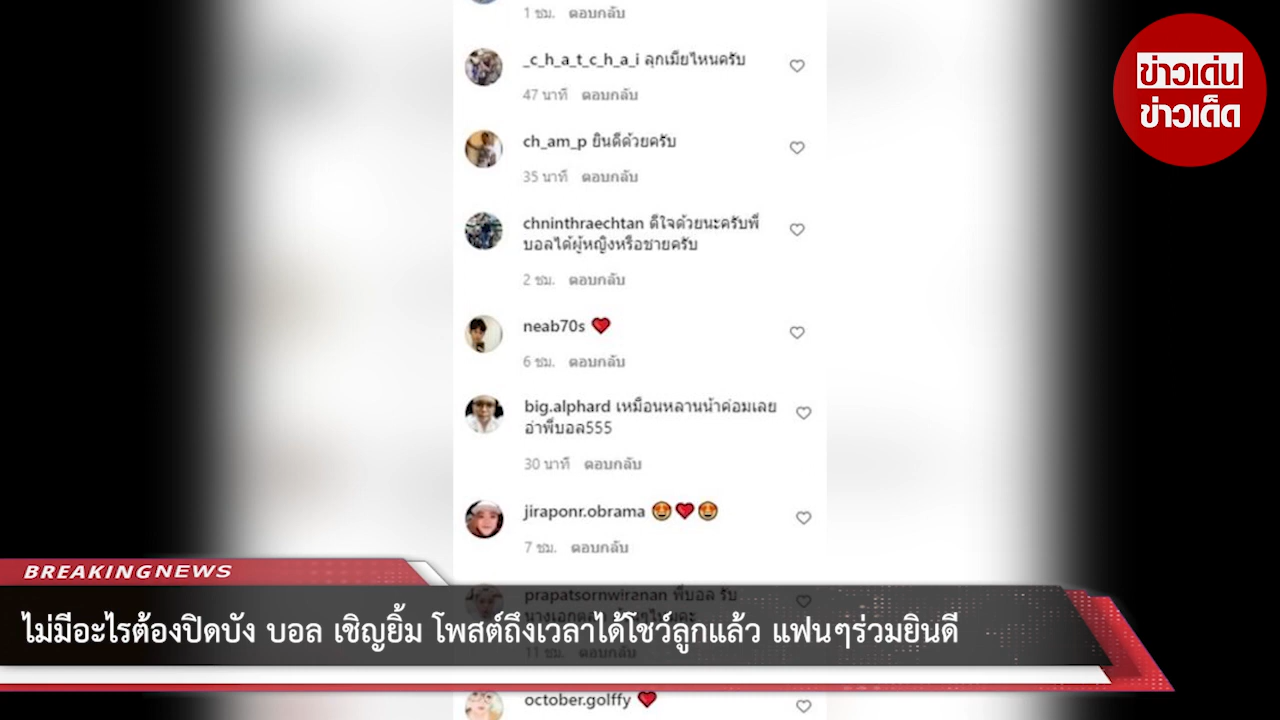 1 ชม. ตอบกลับ
ข่าวเด่น
ข่าวเด็ด
_c_h_a_t_c_h_a_i ลุกเมียไหนครับ
47 นาที ตอบกลับ
ch_am_p ยินดีด้วยครับ
35 นาที ตอบกลับ
chninthraechtan ดีใจด้วยนะครับพี่
บอลได้ผู้หญิงหรือชายครับ
2 ชม. ตอบกลับ
neab70s ❤️
6 ชม. ตอบกลับ
big.alphard เหมือนหลานน้าค่อมเลย
อ่าพี่บอล555
30 นาที ตอบกลับ
jiraponr.obrama 😍❤️😍
7 ชม. ตอบกลับ
BREAKINGNEWS
prapatsornwiranan พี่บอล รับ
ไม่มีอะไรต้องปิดบัง บอล เชิญยิ้ม โพสต์ถึงเวลาได้โชว์ลูกแล้ว แฟนๆร่วมยินดี
11 ชม. ตอบกลับ
october.golffy ❤️